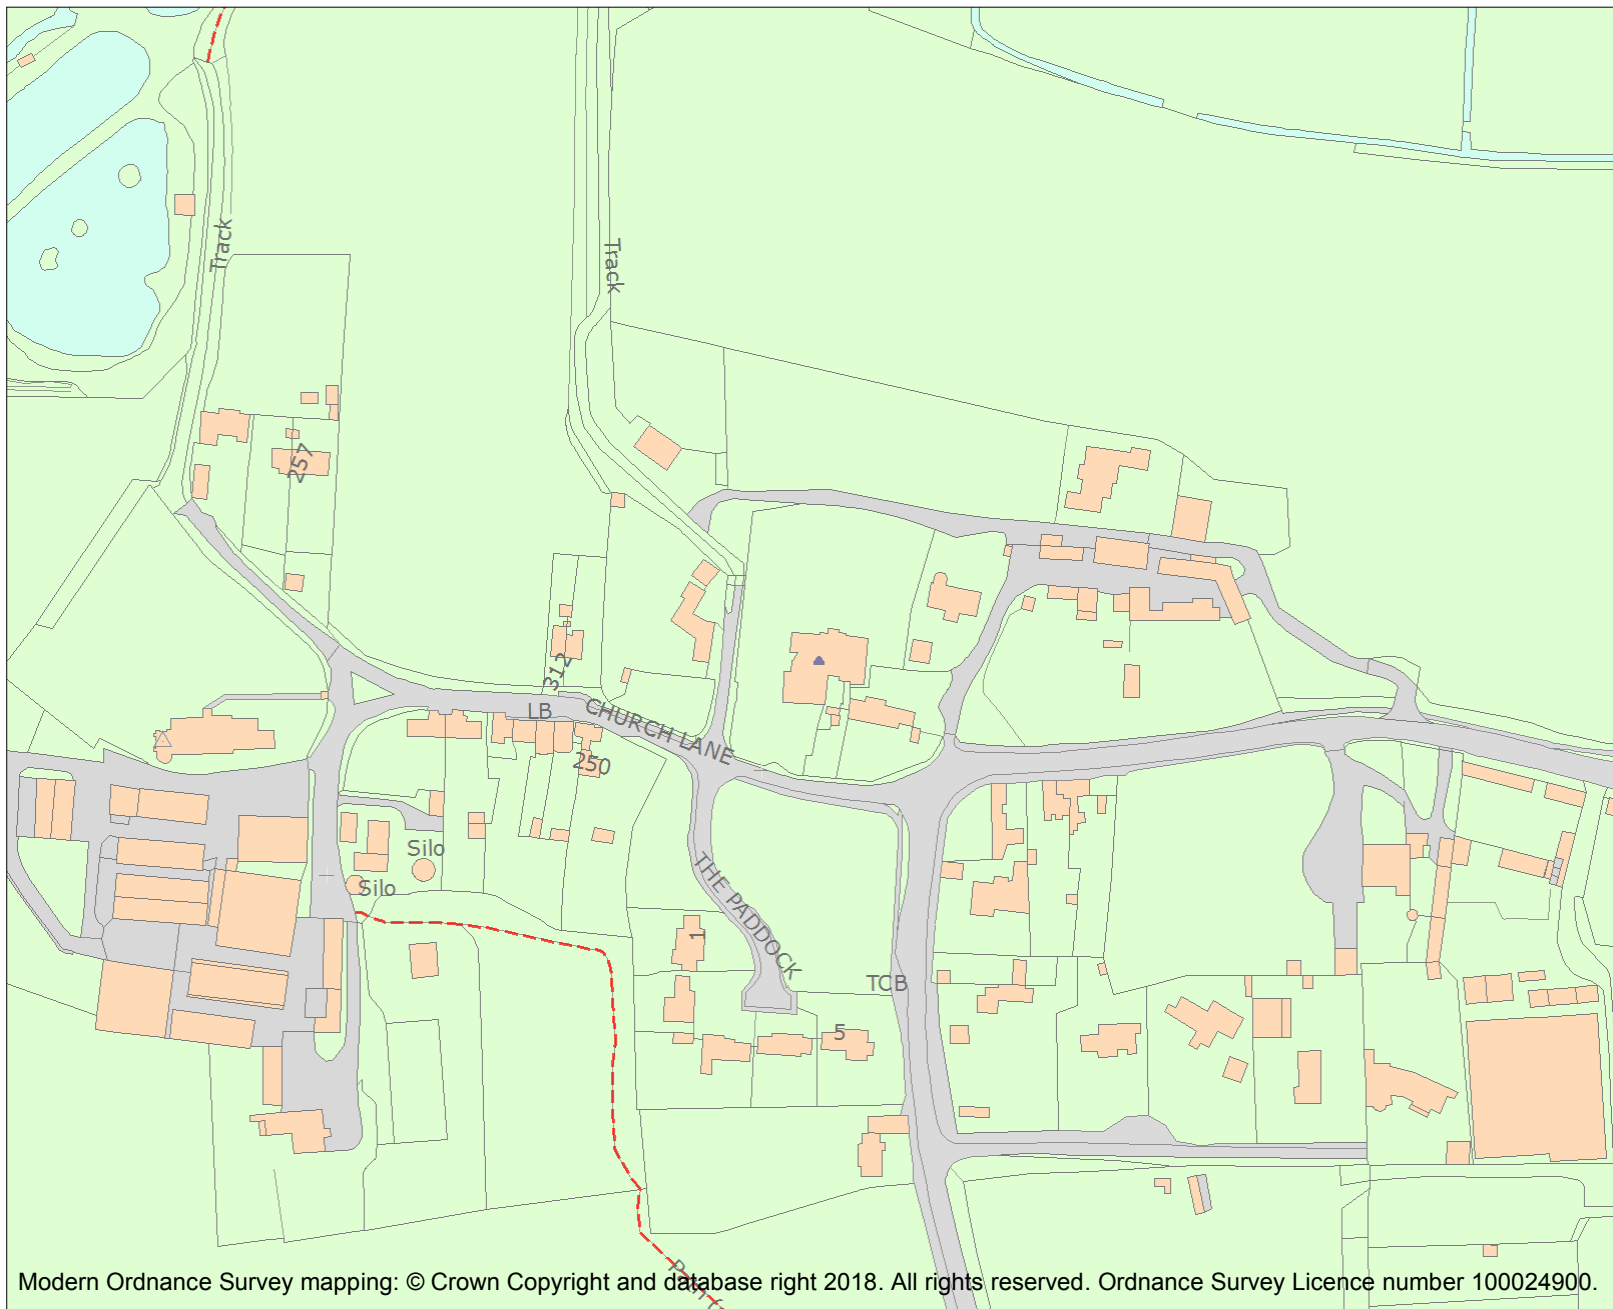 Track
Track
257
312
LB
CHURCH LANE
250
Silo
Silo
THE PADDOCK
1
TCB
5
Modern Ordnance Survey mapping: © Crown Copyright and database right 2018. All rights reserved. Ordnance Survey Licence number 100024900.